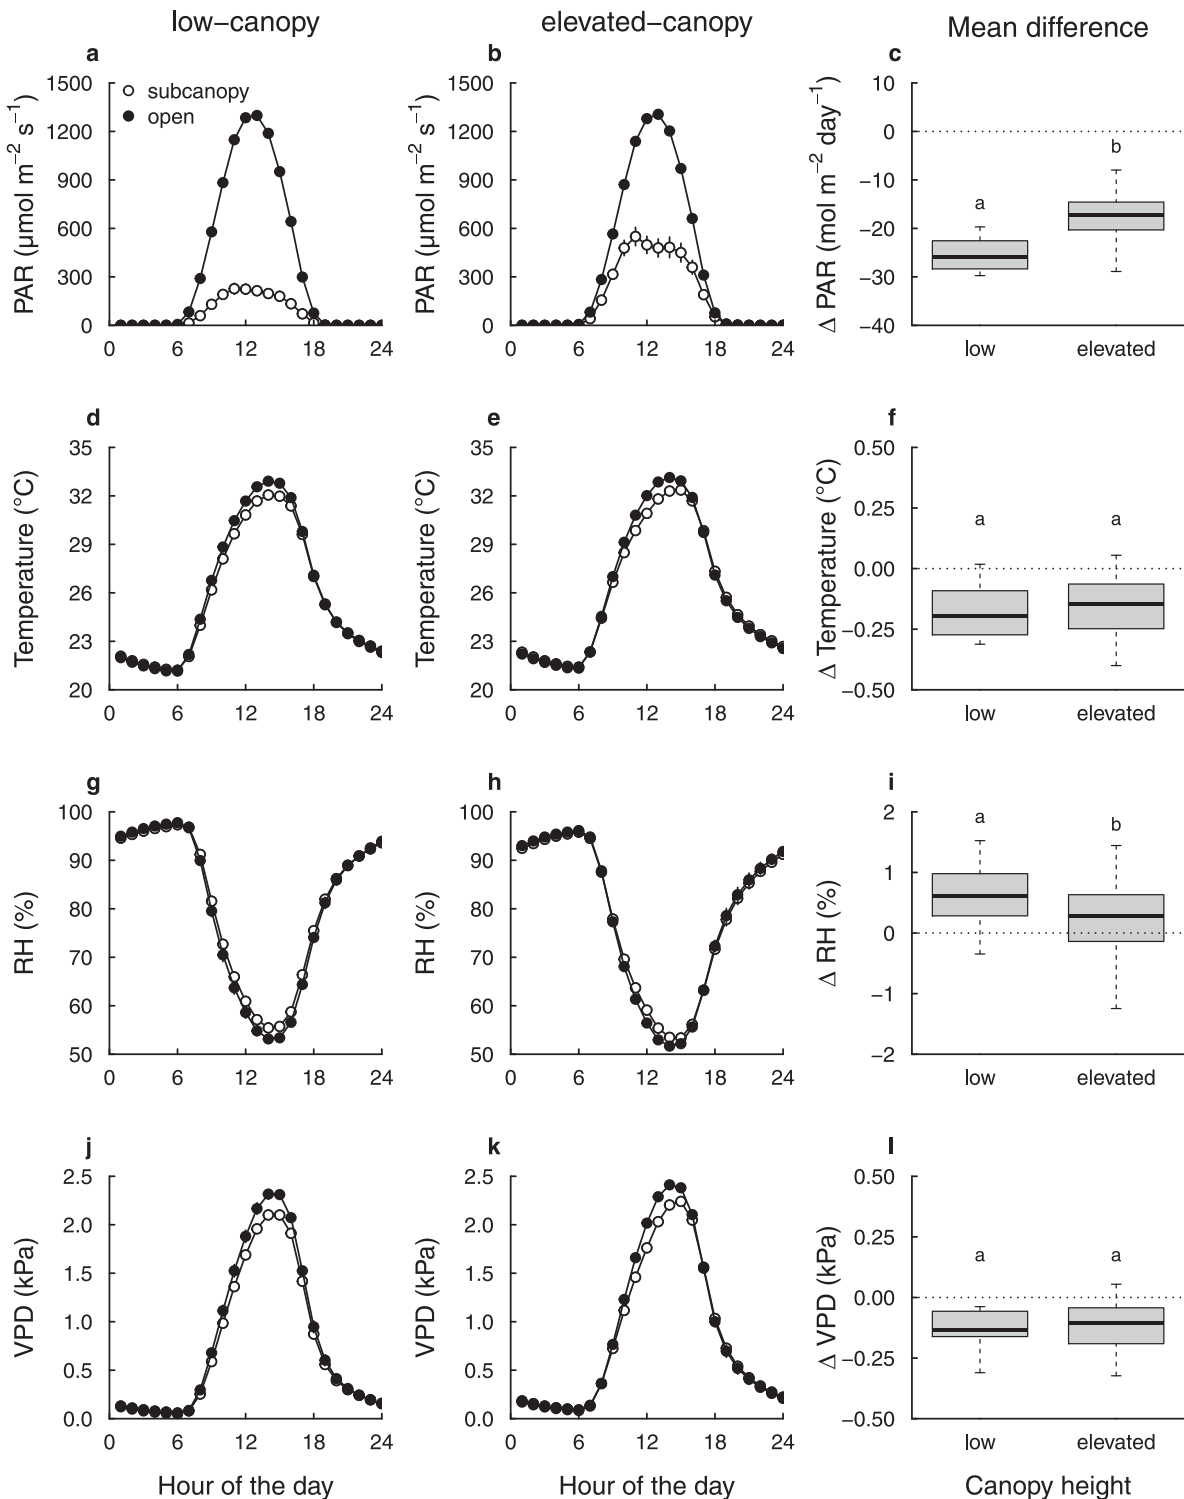 low−canopy
elevated−canopy
Mean difference
a
b
c
PAR (μmol m−2 s−1)
1500
1200
900
600
300
0
subcanopy
open
0 6 12 18 24
PAR (μmol m−2 s−1)
1500
1200
900
600
300
0
0 6 12 18 24
Δ PAR (mol m−2 day−1)
10
0
−10
−20
−30
−40
a
b
low elevated
d
e
f
Temperature (°C)
35
32
29
26
23
20
0 6 12 18 24
Temperature (°C)
35
32
29
26
23
20
0 6 12 18 24
Δ Temperature (°C)
0.50
0.25
0.00
−0.25
−0.50
a a
low elevated
g
h
i
RH (%)
100
90
80
70
60
50
0 6 12 18 24
RH (%)
100
90
80
70
60
50
0 6 12 18 24
Δ RH (%)
2
1
0
−1
−2
a
b
low elevated
j
k
l
VPD (kPa)
2.5
2.0
1.5
1.0
0.5
0.0
0 6 12 18 24
Hour of the day
VPD (kPa)
2.5
2.0
1.5
1.0
0.5
0.0
0 6 12 18 24
Hour of the day
Δ VPD (kPa)
0.50
0.25
0.00
−0.25
−0.50
a a
low elevated
Canopy height